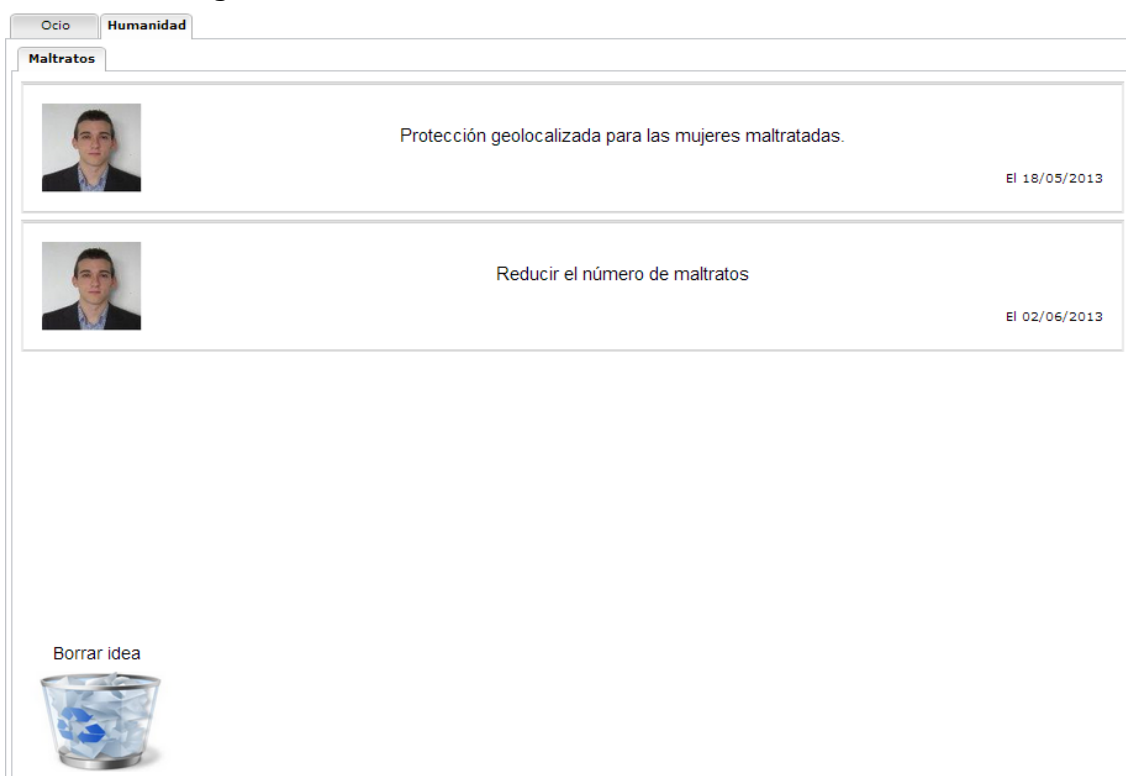 Ocio Humanidad
Maltratos
Protección geolocalizada para las mujeres maltratadas.
El 18/05/2013
Reducir el número de maltratos
El 02/06/2013
Borrar idea